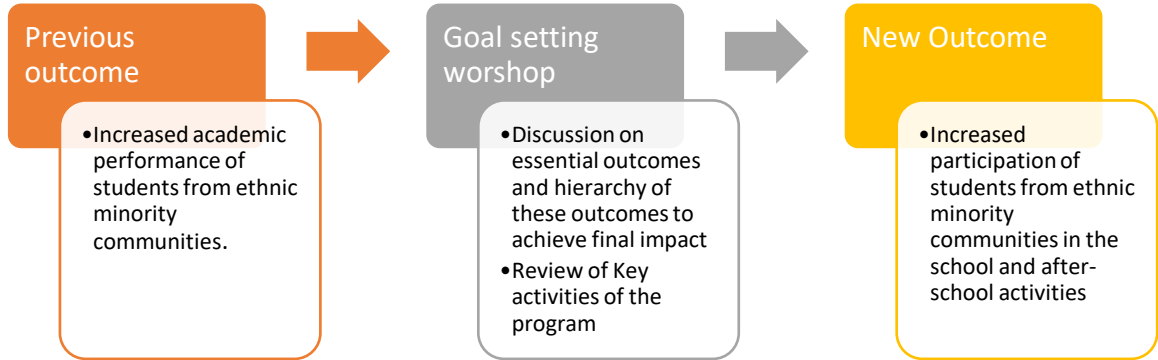 Previous
outcome
•Increased academic
performance of
students from ethnic
minority
communities.
Goal setting
worshop
•Discussion on
essential outcomes
and hierarchy of
these outcomes to
achieve final impact
•Review of Key
activities of the
program
New Outcome
•Increased
participation of
students from ethnic
minority
communities in the
school and after-
school activities